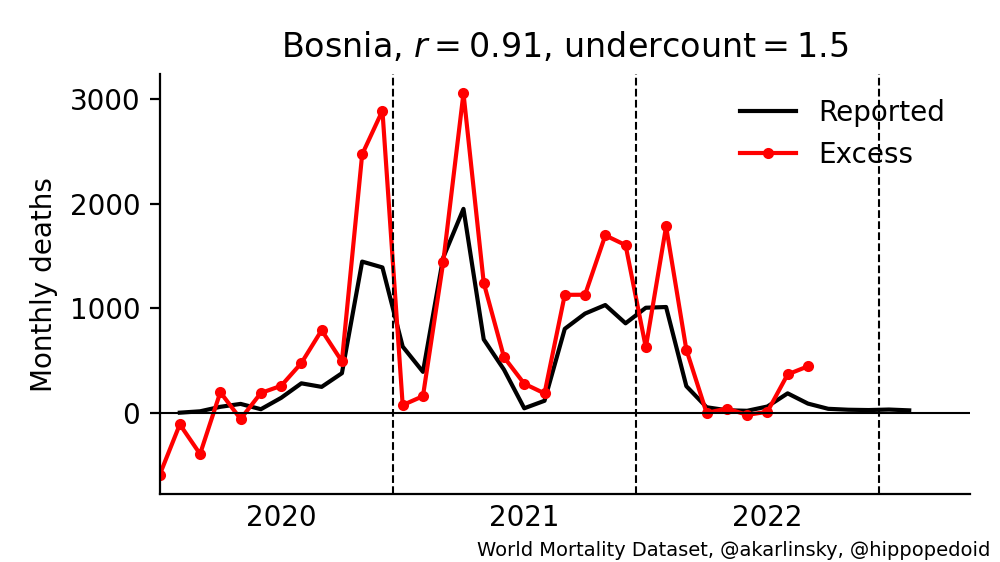 Bosnia, r = 0.91, undercount = 1.5
3000
2000
1000
0
Monthly deaths
Reported
Excess
2020 2021 2022
World Mortality Dataset, @akarlinsky, @hippopedoid